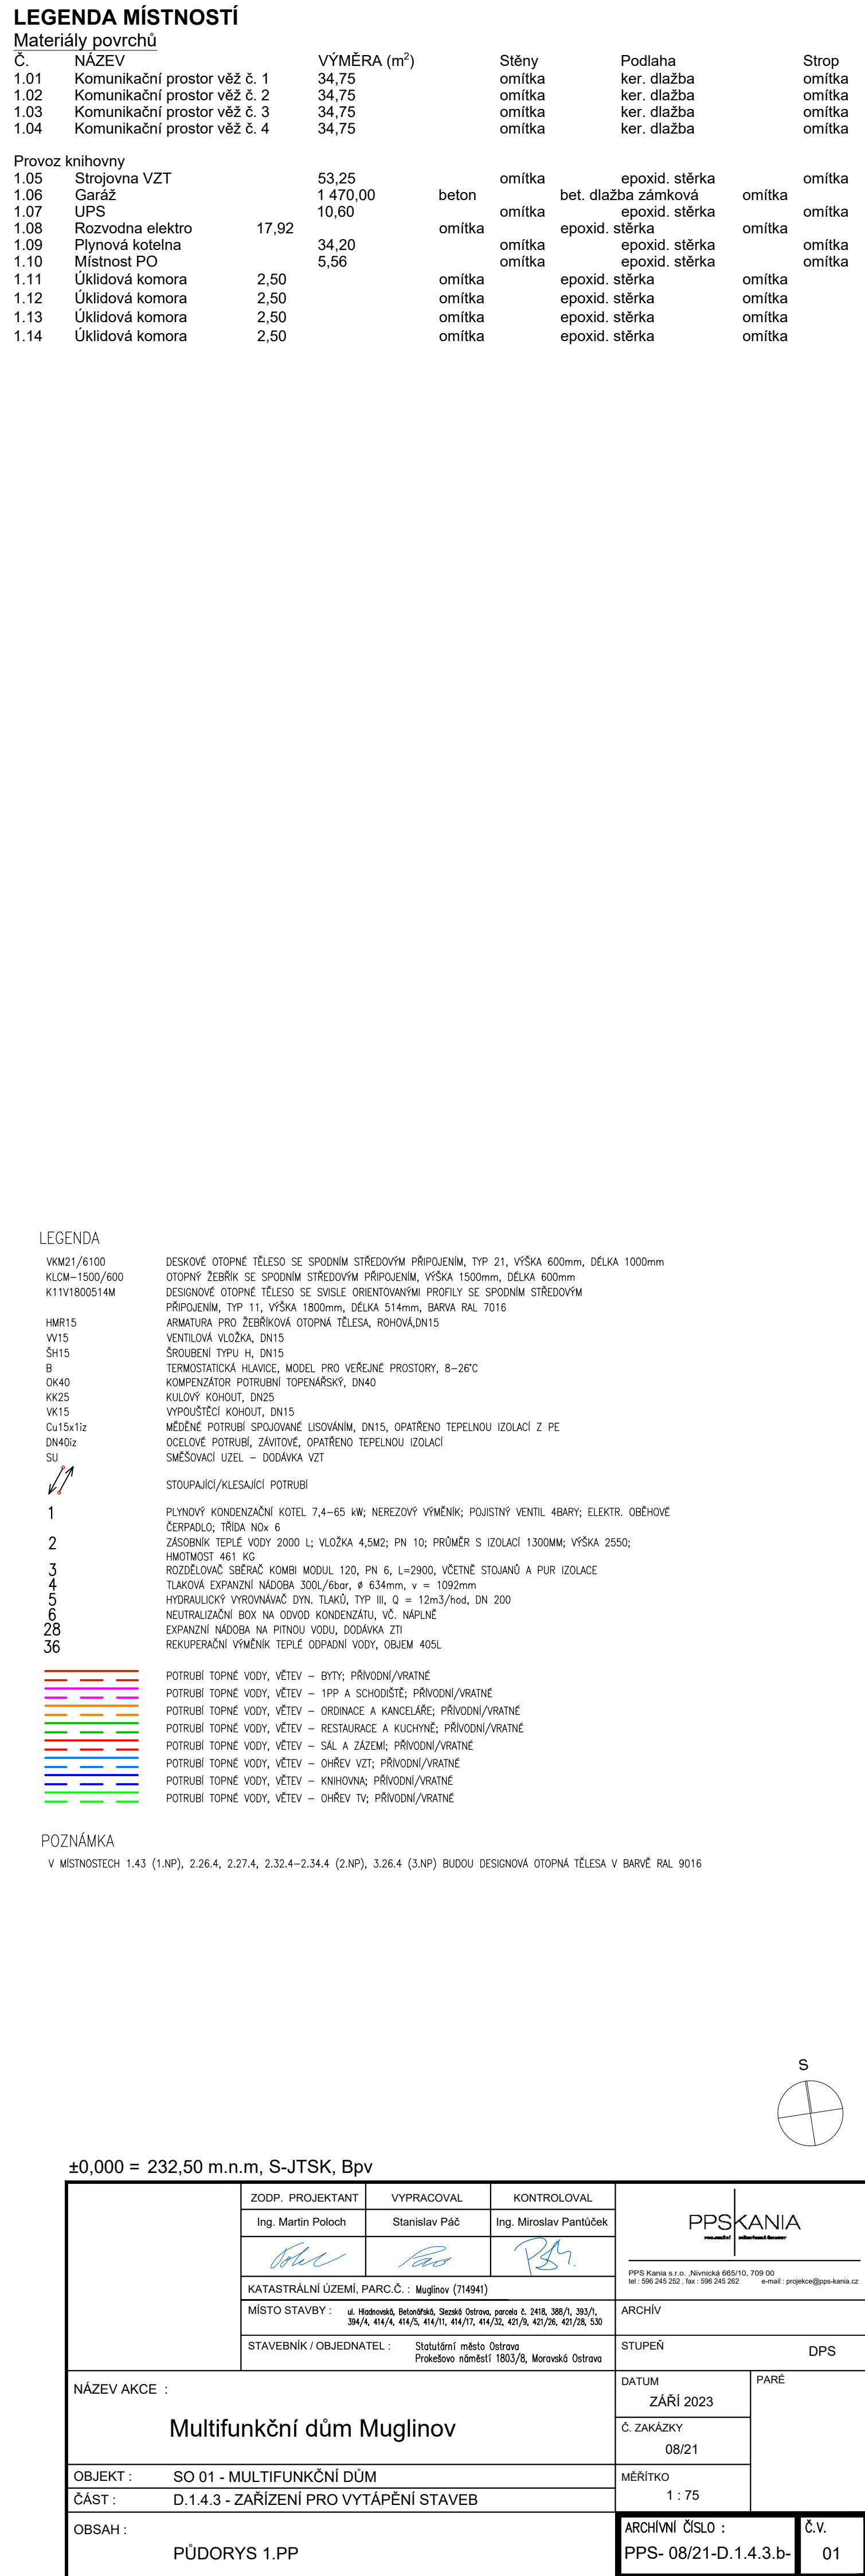 LEGENDA MÍSTNOSTÍ
Materiály povrchů
Č. NÁZEV VÝMĚRA (m²) Stěny Podlaha Strop
1.01 Komunikační prostor věž č. 1 34,75 omítka ker. dlažba omítka
1.02 Komunikační prostor věž č. 2 34,75 omítka ker. dlažba omítka
1.03 Komunikační prostor věž č. 3 34,75 omítka ker. dlažba omítka
1.04 Komunikační prostor věž č. 4 34,75 omítka ker. dlažba omítka
Provoz knihovny
1.05 Strojovna VZT 53,25 omítka epoxid. stěrka omítka
1.06 Garáž 1 470,00 beton bet. dlažba zámková omítka
1.07 UPS 10,60 omítka epoxid. stěrka omítka
1.08 Rozvodna elektro 17,92 omítka epoxid. stěrka omítka
1.09 Plynová kotelna 34,20 omítka epoxid. stěrka omítka
1.10 Místnost PO 5,56 omítka epoxid. stěrka omítka
1.11 Úklidová komora 2,50 omítka epoxid. stěrka omítka
1.12 Úklidová komora 2,50 omítka epoxid. stěrka omítka
1.13 Úklidová komora 2,50 omítka epoxid. stěrka omítka
1.14 Úklidová komora 2,50 omítka epoxid. stěrka omítka
LEGENDA
VKM21/6100 DESKOVÉ OTOPNÉ TĚLESO SE SPODNÍM STŘEDOVÝM PŘIPOJENÍM, TYP 21, VÝŠKA 600mm, DÉLKA 1000mm
KLCM-1500/600 OTOPNÝ ŽEBŘÍK SE SPODNÍM STŘEDOVÝM PŘIPOJENÍM, VÝŠKA 1500mm, DÉLKA 600mm
K11V1800514M DESIGNOVÉ OTOPNÉ TĚLESO SE SVISLE ORIENTOVANÝMI PROFILY SE SPODNÍM STŘEDOVÝM
PŘIPOJENÍM, TYP 11, VÝŠKA 1800mm, DÉLKA 514mm, BARVA RAL 7016
HMR15 ARMATURA PRO ŽEBŘÍKOVÁ OTOPNÁ TĚLESA, ROHOVÁ,DN15
VV15 VENTILOVÁ VLOŽKA, DN15
ŠH15 ŠROUBENÍ TYPU H, DN15
B TERMOSTATICKÁ HLAVICE, MODEL PRO VEŘEJNÉ PROSTORY, 8-26°C
OK40 KOMPENZÁTOR POTRUBNÍ TOPENÁŘSKÝ, DN40
KK25 KULOVÝ KOHOUT, DN25
VK15 VYPOUŠTĚCÍ KOHOUT, DN15
Cu15x1iz MĚDĚNÉ POTRUBÍ SPOJOVANÉ LISOVÁNÍM, DN15, OPATŘENO TEPELNOU IZOLACÍ Z PE
DN40iz OCELOVÉ POTRUBÍ, ZÁVITOVÉ, OPATŘENO TEPELNOU IZOLACÍ
SU SMĚŠOVACÍ UZEL - DODÁVKA VZT
STOUPAJÍCÍ/KLESAJÍCÍ POTRUBÍ
1 PLYNOVÝ KONDENZAČNÍ KOTEL 7,4-65 kW; NEREZOVÝ VÝMĚNÍK; POJISTNÝ VENTIL 4BARY; ELEKTR. OBĚHOVÉ
ČERPADLO; TŘÍDA NOx 6
2 ZÁSOBNÍK TEPLÉ VODY 2000 L; VLOŽKA 4,5M2; PN 10; PRŮMĚR S IZOLACÍ 1300MM; VÝŠKA 2550;
HMOTMOST 461 KG
3 ROZDĚLOVAČ SBĚRAČ KOMBI MODUL 120, PN 6, L=2900, VČETNĚ STOJANŮ A PUR IZOLACE
4 TLAKOVÁ EXPANZNÍ NÁDOBA 300L/6bar, ø 634mm, v = 1092mm
5 HYDRAULICKÝ VYROVNÁVAČ DYN. TLAKŮ, TYP III, Q = 12m3/hod, DN 200
6 NEUTRALIZAČNÍ BOX NA ODVOD KONDENZÁTU, VČ. NÁPLNĚ
28 EXPANZNÍ NÁDOBA NA PITNOU VODU, DODÁVKA ZTI
36 REKUPERAČNÍ VÝMĚNÍK TEPLÉ ODPADNÍ VODY, OBJEM 405L
POTRUBÍ TOPNÉ VODY, VĚTEV - BYTY; PŘÍVODNÍ/VRATNÉ
POTRUBÍ TOPNÉ VODY, VĚTEV - 1PP A SCHODIŠTĚ; PŘÍVODNÍ/VRATNÉ
POTRUBÍ TOPNÉ VODY, VĚTEV - ORDINACE A KANCELÁŘE; PŘÍVODNÍ/VRATNÉ
POTRUBÍ TOPNÉ VODY, VĚTEV - RESTAURACE A KUCHYNĚ; PŘÍVODNÍ/VRATNÉ
POTRUBÍ TOPNÉ VODY, VĚTEV - SÁL A ZÁZEMÍ; PŘÍVODNÍ/VRATNÉ
POTRUBÍ TOPNÉ VODY, VĚTEV - OHŘEV VZT; PŘÍVODNÍ/VRATNÉ
POTRUBÍ TOPNÉ VODY, VĚTEV - KNIHOVNA; PŘÍVODNÍ/VRATNÉ
POTRUBÍ TOPNÉ VODY, VĚTEV - OHŘEV TV; PŘÍVODNÍ/VRATNÉ
POZNÁMKA
V MÍSTNOSTECH 1.43 (1.NP), 2.26.4, 2.27.4, 2.32.4-2.34.4 (2.NP), 3.26.4 (3.NP) BUDOU DESIGNOVÁ OTOPNÁ TĚLESA V BARVĚ RAL 9016
S
±0,000 = 232,50 m.n.m, S-JTSK, Bpv
ZODP. PROJEKTANT VYPRACOVAL KONTROLOVAL
Ing. Martin Poloch Stanislav Páč Ing. Miroslav Pantůček
PPSKANIA
PPS Kania s.r.o. ,Nivnická 665/10, 709 00
tel : 596 245 252 , fax : 596 245 262 e-mail : projekce@pps-kania.cz
KATASTRÁLNÍ ÚZEMÍ, PARC.Č. : Muglinov (714941)
MÍSTO STAVBY : ul. Hladnovská, Betonářská, Slezská Ostrava, parcela č. 2418, 388/1, 393/1,
394/4, 414/4, 414/5, 414/11, 414/17, 414/32, 421/9, 421/26, 421/28, 530
ARCHÍV
STAVEBNÍK / OBJEDNATEL : Statutární město Ostrava
Prokešovo náměstí 1803/8, Moravská Ostrava
STUPEŇ DPS
NÁZEV AKCE :
Multifunkční dům Muglinov
DATUM
ZÁŘÍ 2023
PARÉ
Č. ZAKÁZKY
08/21
OBJEKT : SO 01 - MULTIFUNKČNÍ DŮM
MĚŘÍTKO
1 : 75
ČÁST : D.1.4.3 - ZAŘÍZENÍ PRO VYTÁPĚNÍ STAVEB
OBSAH :
PŮDORYS 1.PP
ARCHÍVNÍ ČÍSLO :
PPS- 08/21-D.1.4.3.b-
Č.V.
01